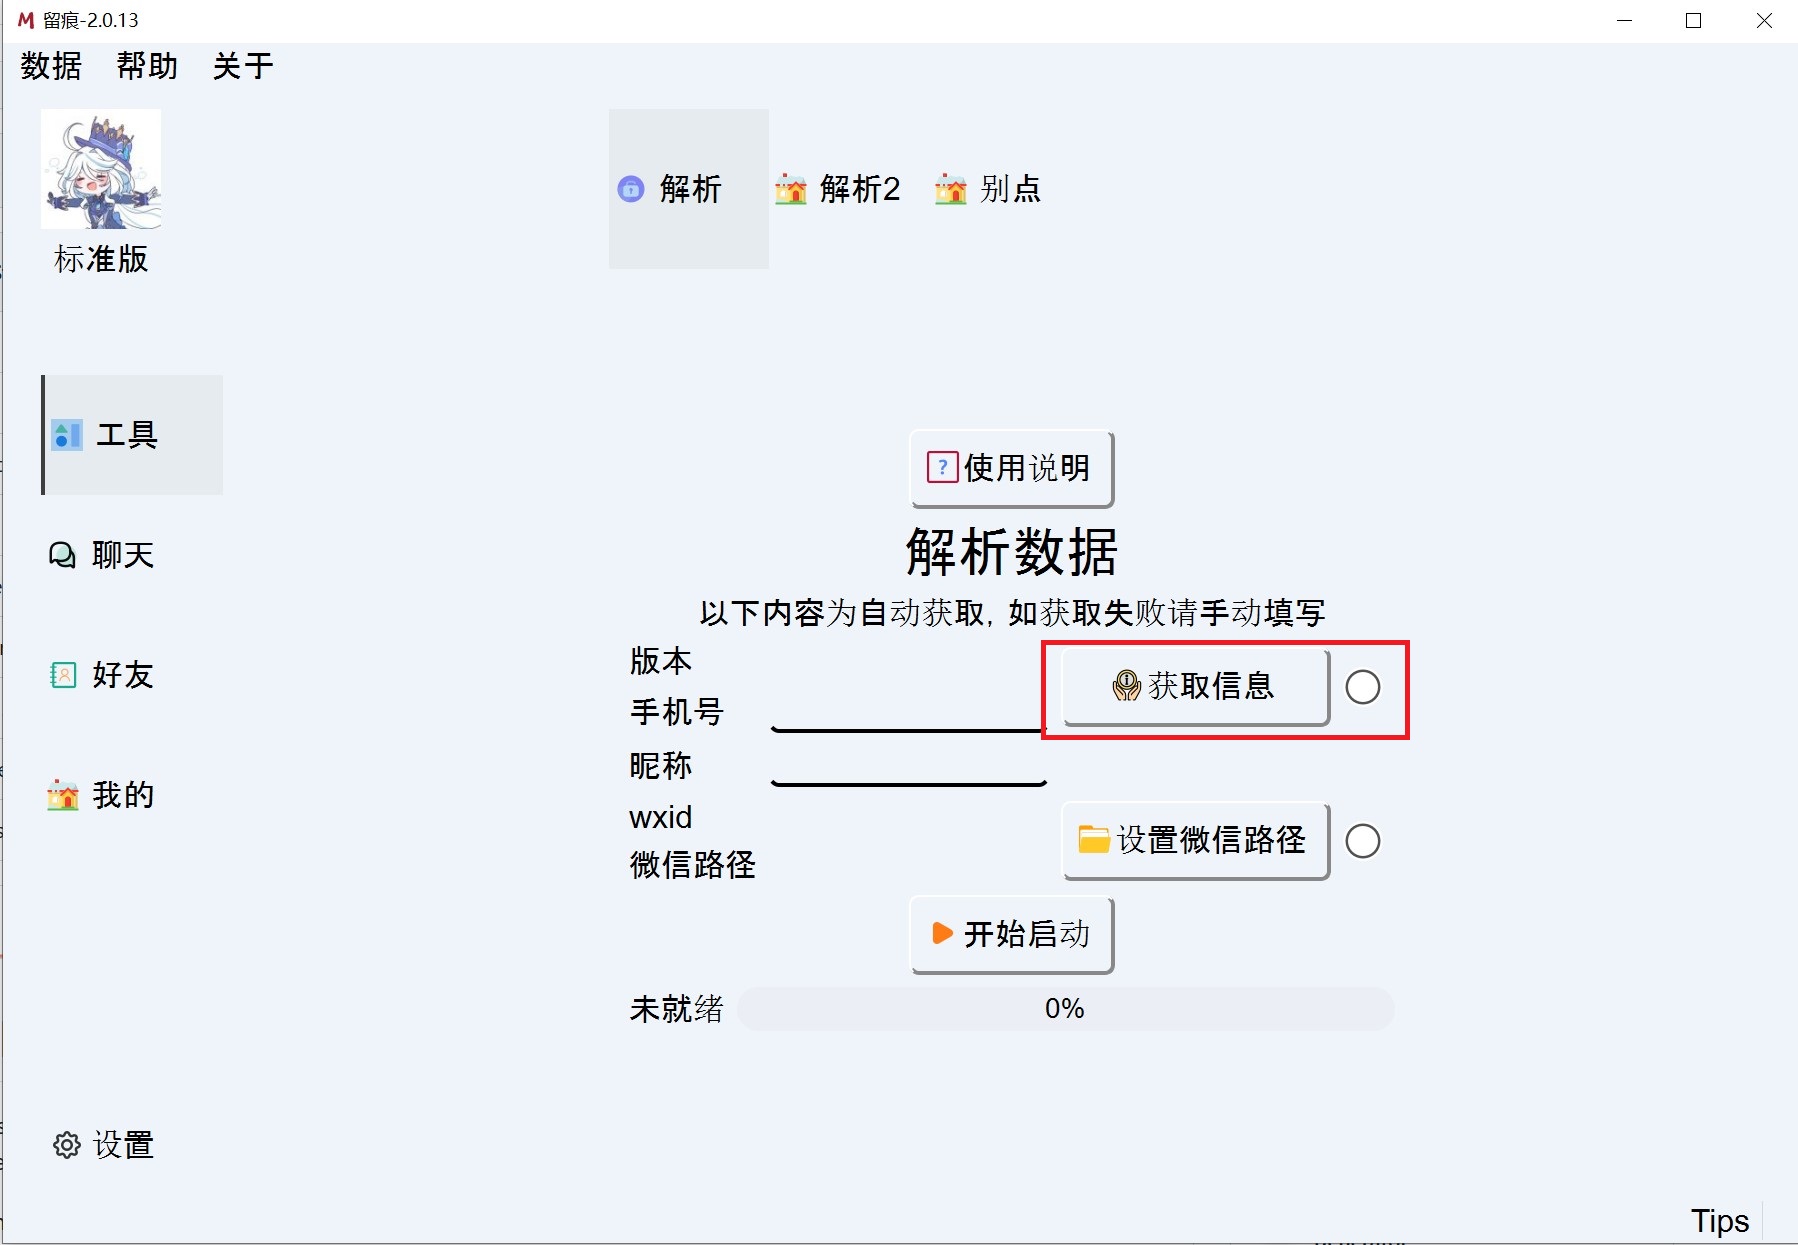 留痕-2.0.13
数据 帮助 关于
标准版
解析 解析2 别点
工具
聊天
好友
我的
设置
使用说明
解析数据
以下内容为自动获取, 如获取失败请手动填写
版本
获取信息
手机号
昵称
wxid
设置微信路径
微信路径
开始启动
未就绪 0%
Tips